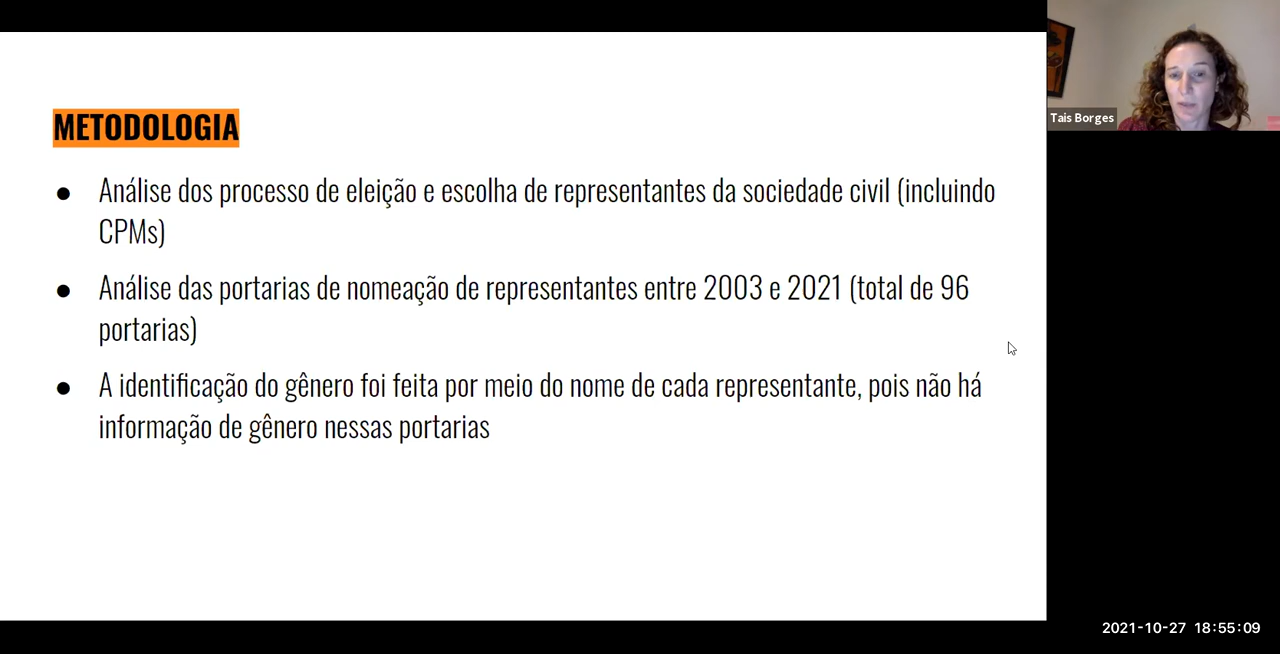 METODOLOGIA
● Análise dos processo de eleição e escolha de representantes da sociedade civil (incluindo
CPMs)
● Análise das portarias de nomeação de representantes entre 2003 e 2021 (total de 96
portarias)
● A identificação do gênero foi feita por meio do nome de cada representante, pois não há
informação de gênero nessas portarias
Tais Borges
2021-10-27 18:55:09